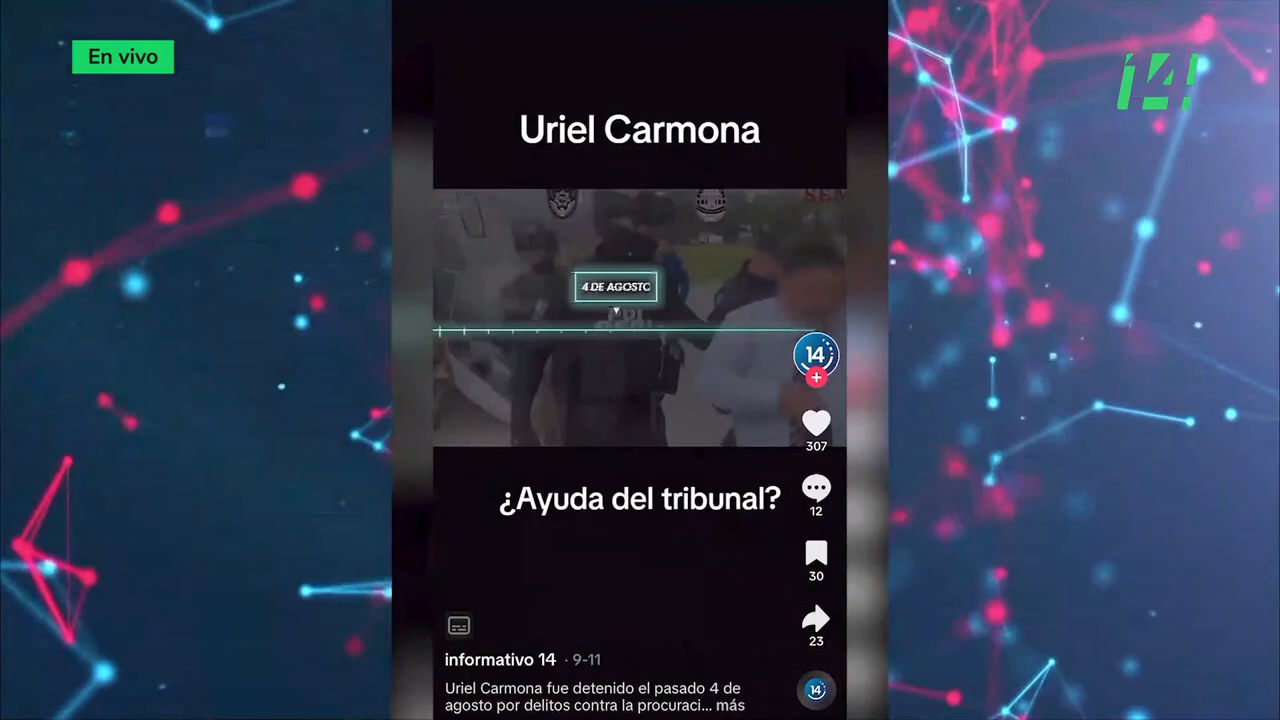 En vivo
14!
Uriel Carmona
4 DE AGOSTO
14
307
¿Ayuda del tribunal?
12
30
23
informativo 14 · 9-11
Uriel Carmona fue detenido el pasado 4 de
agosto por delitos contra la procuraci... más
14